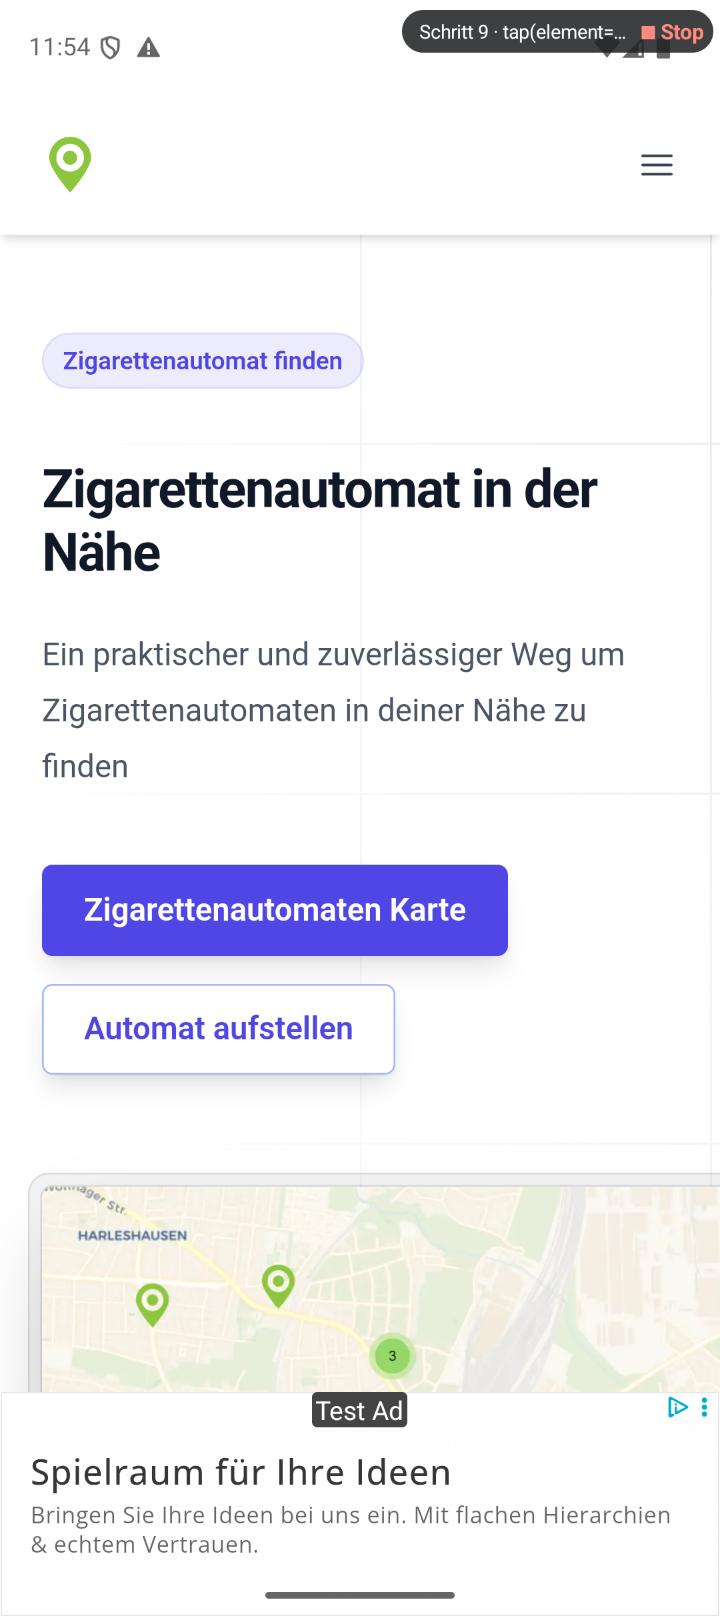 11:54
Schritt 9 · tap(element=…
Stop
Zigarettenautomat finden
Zigarettenautomat in der
Nähe
Ein praktischer und zuverlässiger Weg um
Zigarettenautomaten in deiner Nähe zu
finden
Zigarettenautomaten Karte
Automat aufstellen
HARLESHAUSEN
3
Test Ad
Spielraum für Ihre Ideen
Bringen Sie Ihre Ideen bei uns ein. Mit flachen Hierarchien
& echtem Vertrauen.